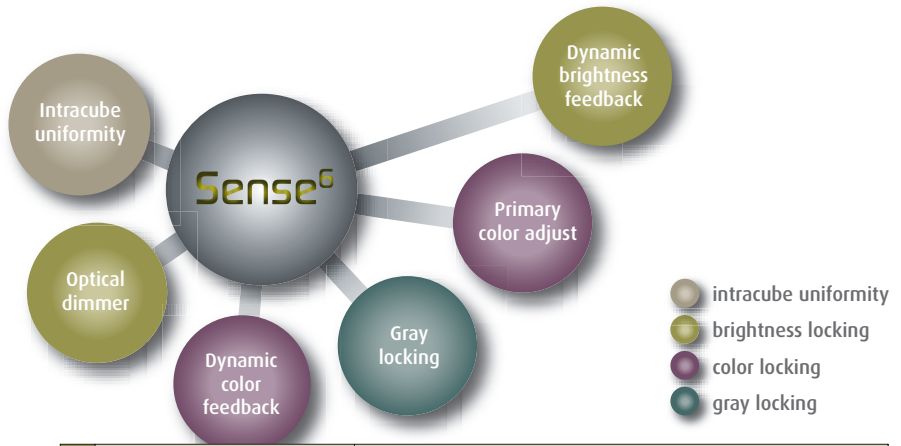 Dynamic
brightness
feedback
Intracube
uniformity
Sense⁶
Primary
color adjust
Optical
dimmer
Gray
locking
Dynamic
color
feedback
intracube uniformity
brightness locking
color locking
gray locking